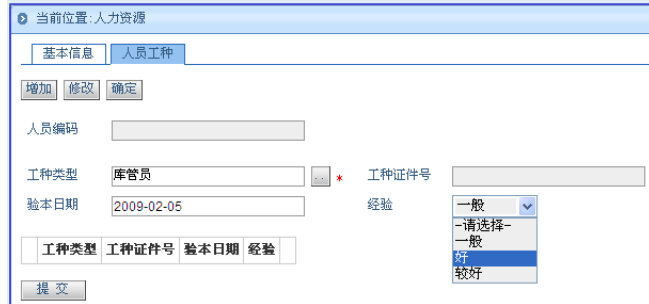 当前位置:人力资源
基本信息 人员工种
增加 修改 确定
人员编码
工种类型 库管员 .. * 工种证件号
验本日期 2009-02-05 经验 一般
-请选择-
一般
好
较好
工种类型 工种证件号 验本日期 经验
提 交